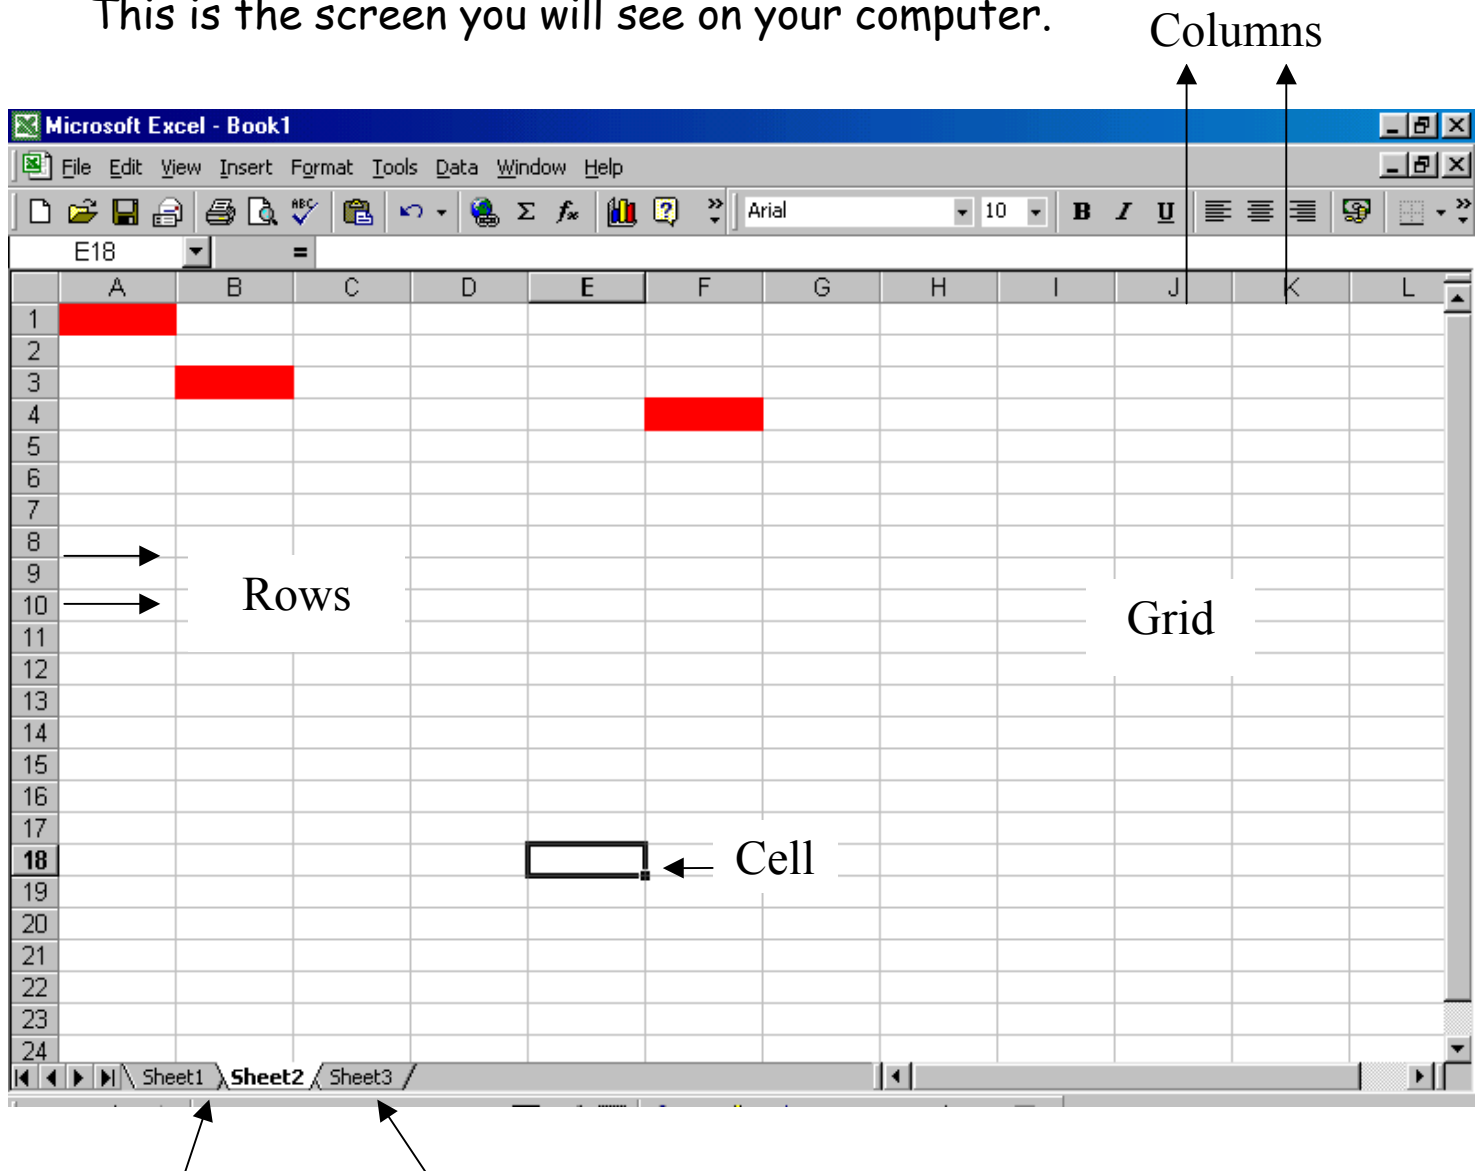 This is the screen you will see on your computer.
Columns
Microsoft Excel - Book1
File Edit View Insert Format Tools Data Window Help
ABC Σ fx Arial 10 B I U
E18 =
A B C D E F G H I J K L
1
2
3
4
5
6
7
8
9
10
11
12
13
14
15
16
17
18
19
20
21
22
23
24
Rows
Grid
Cell
Sheet1 Sheet2 Sheet3